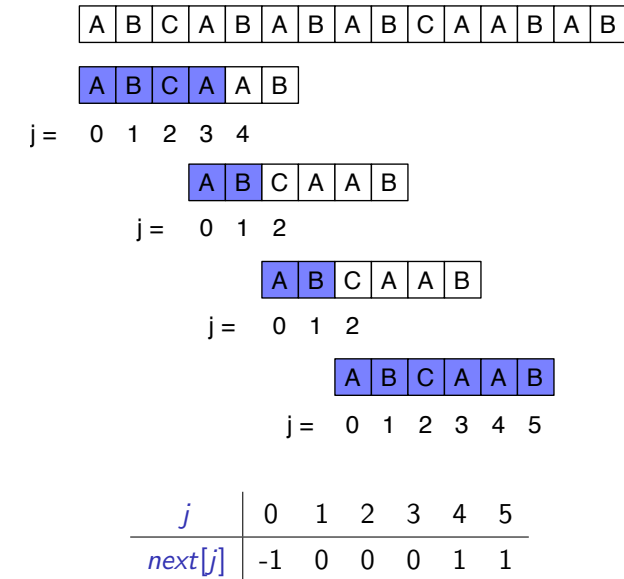 A B C A B A B A B C A A B A B
A B C A A B
j = 0 1 2 3 4
A B C A A B
j = 0 1 2
A B C A A B
j = 0 1 2
A B C A A B
j = 0 1 2 3 4 5
j 0 1 2 3 4 5
next[j] -1 0 0 0 1 1